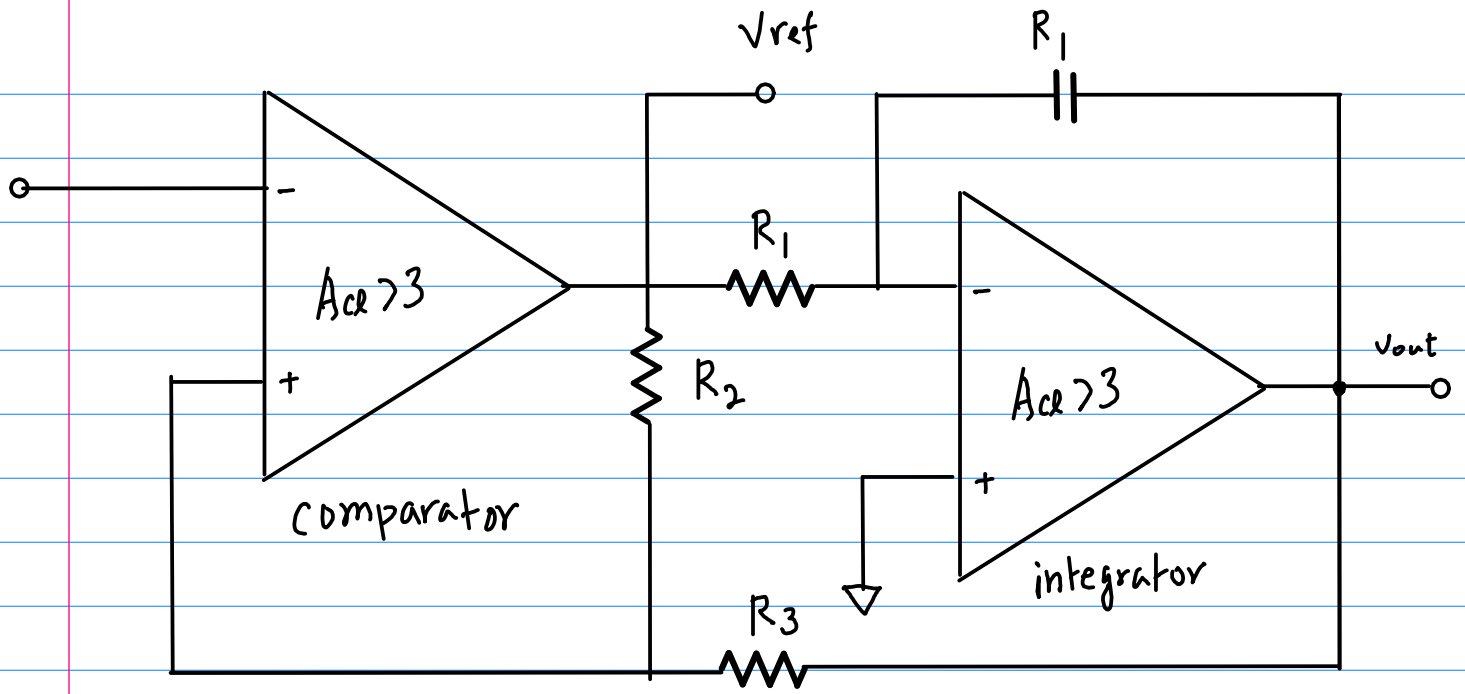 Vref
R1
-
R1
Acl>3
-
R2
vout
+
Acl>3
+
comparator
integrator
R3